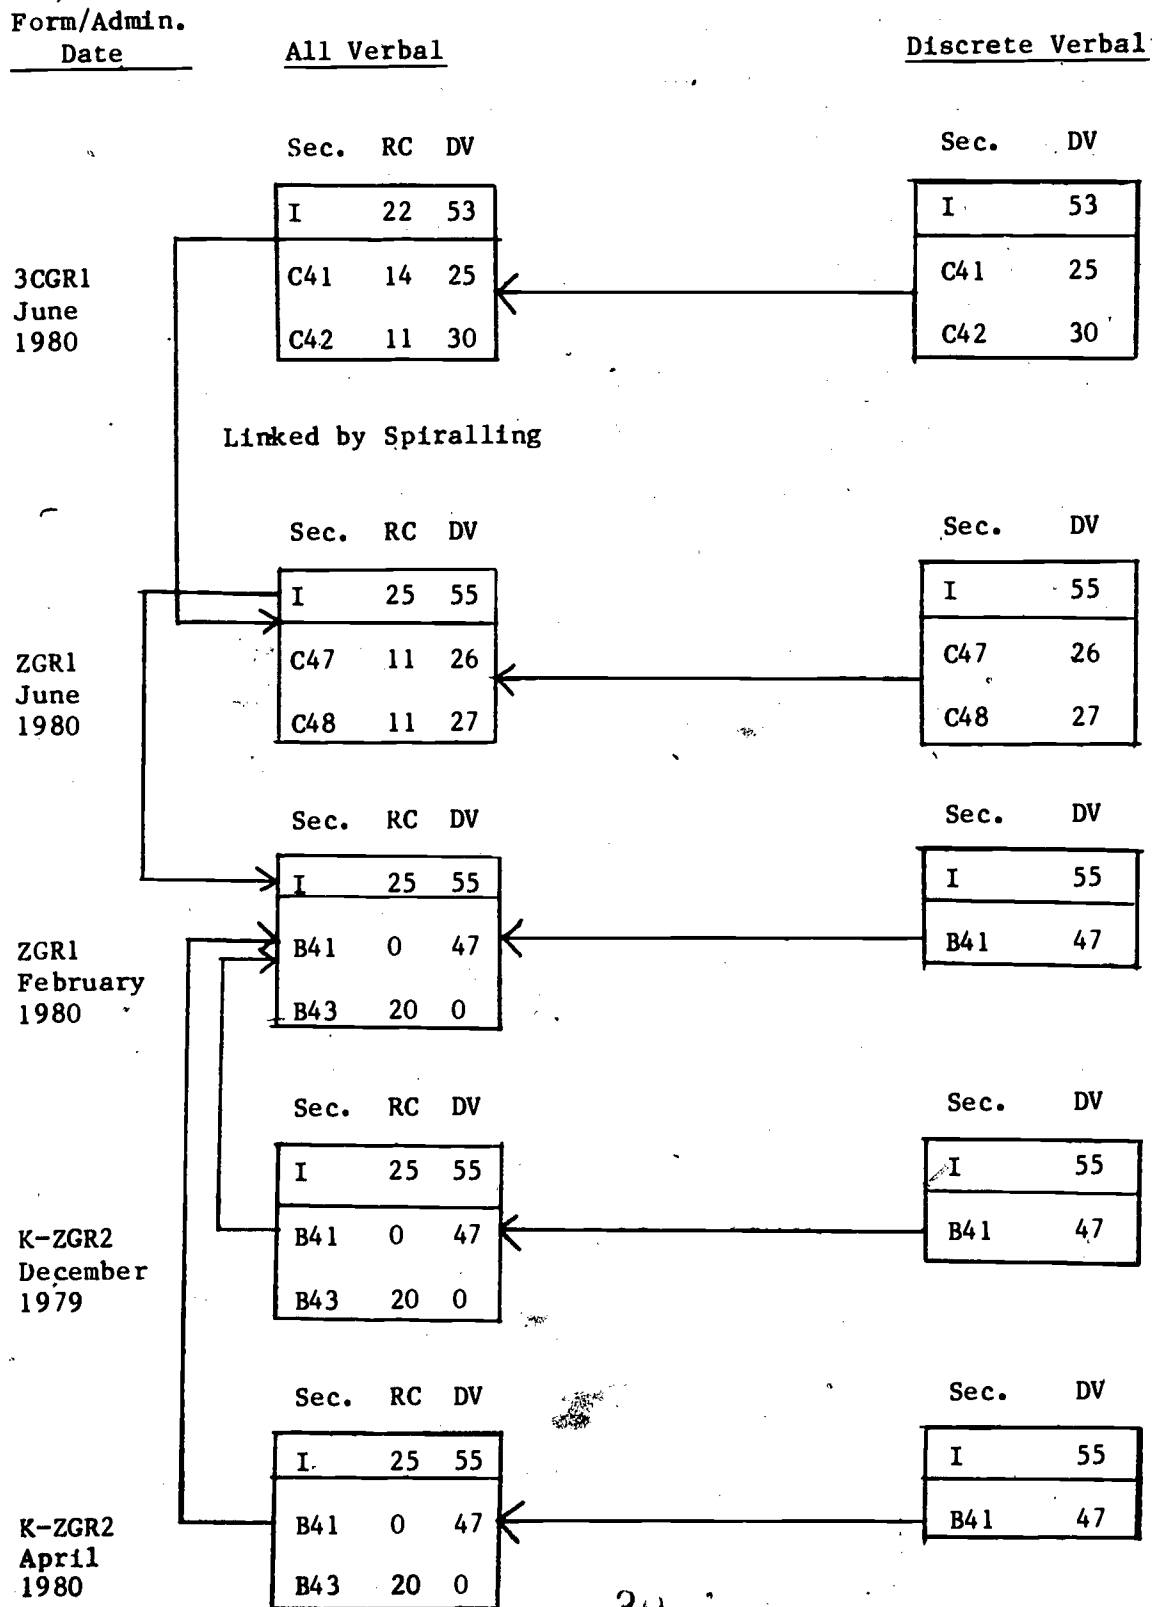 Form/Admin.
Date All Verbal Discrete Verbal
Sec. RC DV Sec. DV
I 22 53 I 53
C41 14 25 C41 25
C42 11 30 C42 30
3CGR1
June
1980
Linked by Spiralling
Sec. RC DV Sec. DV
I 25 55 I 55
C47 11 26 C47 26
C48 11 27 C48 27
ZGR1
June
1980
Sec. RC DV Sec. DV
I 25 55 I 55
B41 0 47 B41 47
B43 20 0
ZGR1
February
1980
Sec. RC DV Sec. DV
I 25 55 I 55
B41 0 47 B41 47
B43 20 0
K-ZGR2
December
1979
Sec. RC DV Sec. DV
I 25 55 I 55
B41 0 47 B41 47
B43 20 0
K-ZGR2
April
1980